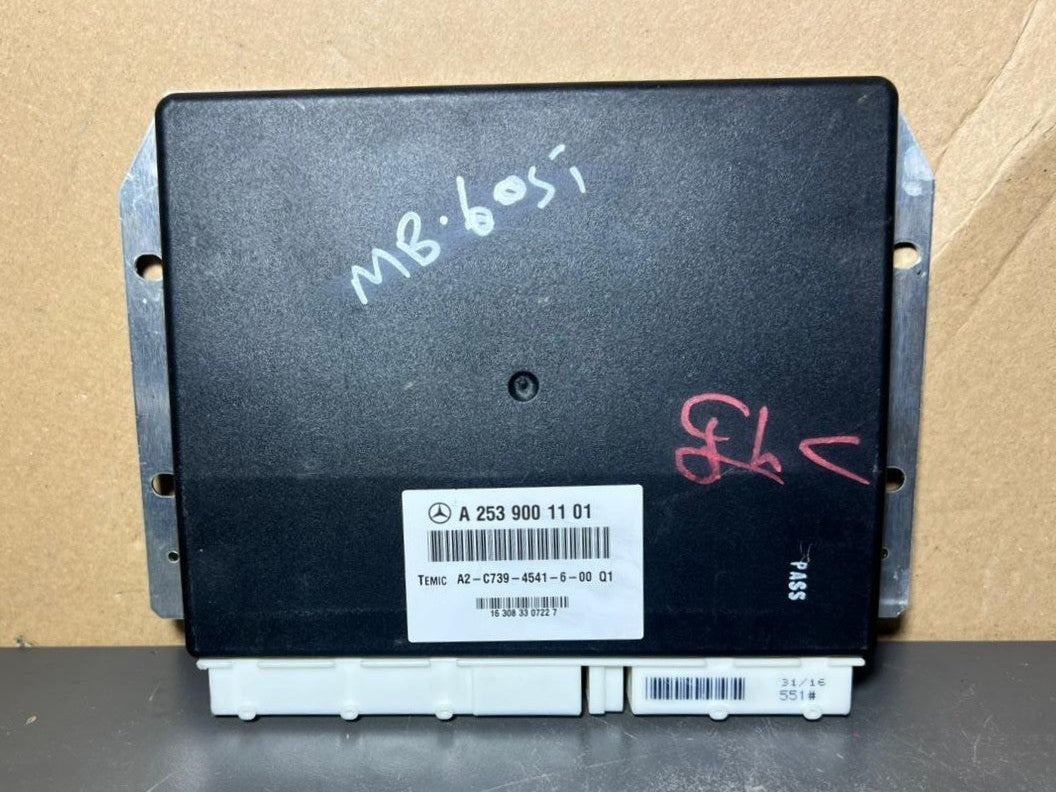 MB·605;
A 253 900 11 01
TEMIC A2-C739-4541-6-00 Q1
16 308 33 0722 7
PASS
31/16
551#